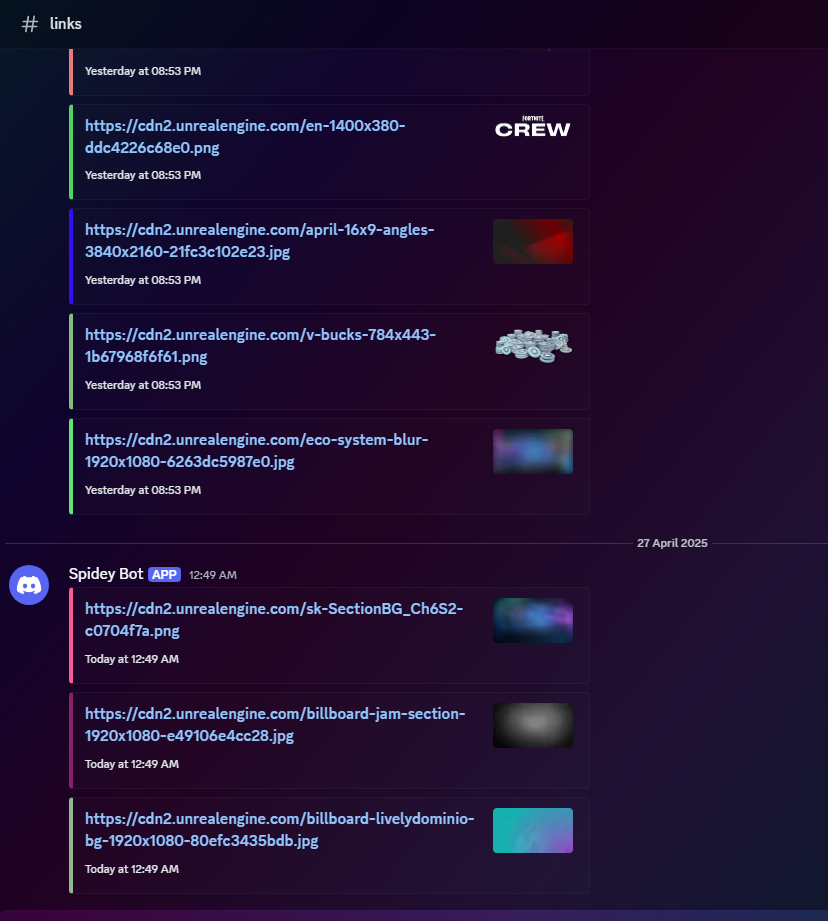 # links
Yesterday at 08:53 PM
https://cdn2.unrealengine.com/en-1400x380-
ddc4226c68e0.png
FORTNITE
CREW
Yesterday at 08:53 PM
https://cdn2.unrealengine.com/april-16x9-angles-
3840x2160-21fc3c102e23.jpg
Yesterday at 08:53 PM
https://cdn2.unrealengine.com/v-bucks-784x443-
1b67968f6f61.png
Yesterday at 08:53 PM
https://cdn2.unrealengine.com/eco-system-blur-
1920x1080-6263dc5987e0.jpg
Yesterday at 08:53 PM
27 April 2025
Spidey Bot APP 12:49 AM
https://cdn2.unrealengine.com/sk-SectionBG_Ch6S2-
c0704f7a.png
Today at 12:49 AM
https://cdn2.unrealengine.com/billboard-jam-section-
1920x1080-e49106e4cc28.jpg
Today at 12:49 AM
https://cdn2.unrealengine.com/billboard-livelydominio-
bg-1920x1080-80efc3435bdb.jpg
Today at 12:49 AM